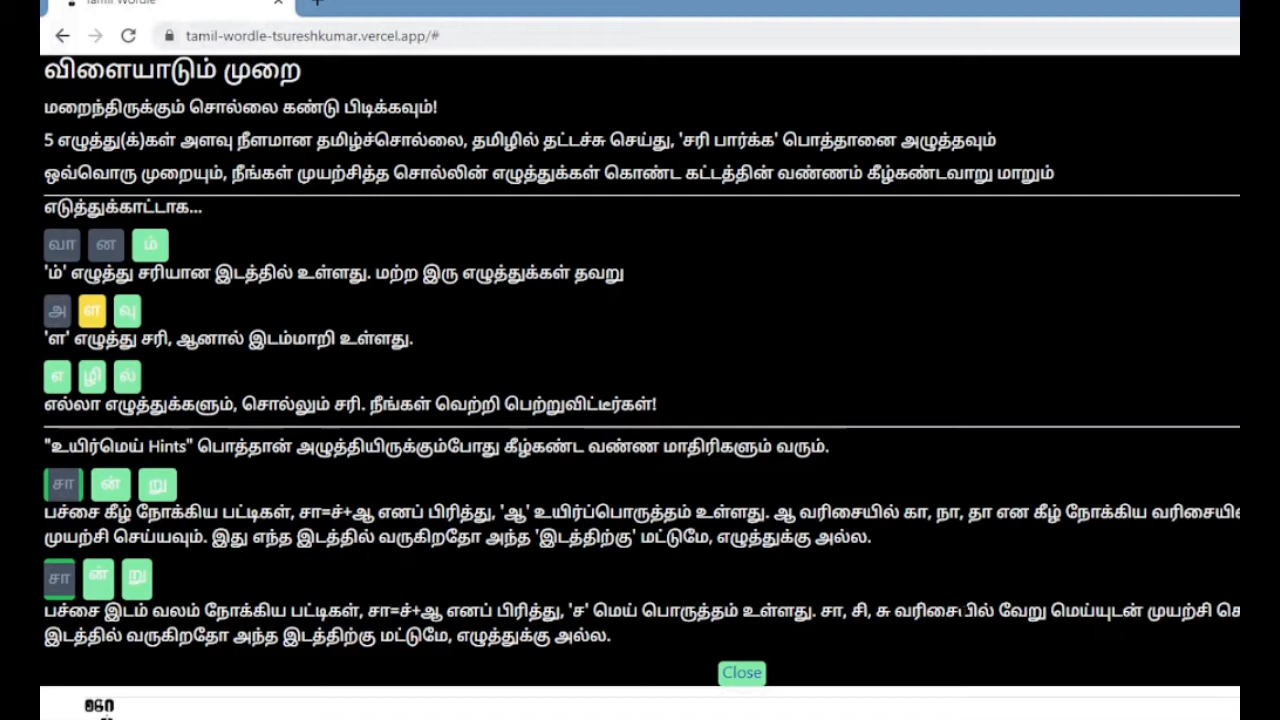 Tamil Wordle
tamil-wordle-tsureshkumar.vercel.app/#
விளையாடும் முறை
மறைந்திருக்கும் சொல்லை கண்டு பிடிக்கவும்!
5 எழுத்து(க்)கள் அளவு நீளமான தமிழ்ச்சொல்லை, தமிழில் தட்டச்சு செய்து, 'சரி பார்க்க' பொத்தானை அழுத்தவும்
ஒவ்வொரு முறையும், நீங்கள் முயற்சித்த சொல்லின் எழுத்துக்கள் கொண்ட கட்டத்தின் வண்ணம் கீழ்கண்டவாறு மாறும்
எடுத்துக்காட்டாக...
வா ன ம்
'ம்' எழுத்து சரியான இடத்தில் உள்ளது. மற்ற இரு எழுத்துக்கள் தவறு
அ ள வு
'ள' எழுத்து சரி, ஆனால் இடம்மாறி உள்ளது.
எ ழி ல்
எல்லா எழுத்துக்களும், சொல்லும் சரி. நீங்கள் வெற்றி பெற்றுவிட்டீர்கள்!
"உயிர்மெய் Hints" பொத்தான் அழுத்தியிருக்கும்போது கீழ்கண்ட வண்ண மாதிரிகளும் வரும்.
சா ன் று
பச்சை கீழ் நோக்கிய பட்டிகள், சா=ச்+ஆ எனப் பிரித்து, 'ஆ' உயிர்ப்பொருத்தம் உள்ளது. ஆ வரிசையில் கா, நா, தா என கீழ் நோக்கிய
முயற்சி செய்யவும். இது எந்த இடத்தில் வருகிறதோ அந்த 'இடத்திற்கு' மட்டுமே, எழுத்துக்கு அல்ல.
சா ன் று
பச்சை இடம் வலம் நோக்கிய பட்டிகள், சா=ச்+ஆ எனப் பிரித்து, 'ச' மெய் பொருத்தம் உள்ளது. சா, சி, சு வரிசையில் வேறு மெய்யுடன் முயற்சி
இடத்தில் வருகிறதோ அந்த இடத்திற்கு மட்டுமே, எழுத்துக்கு அல்ல.
Close